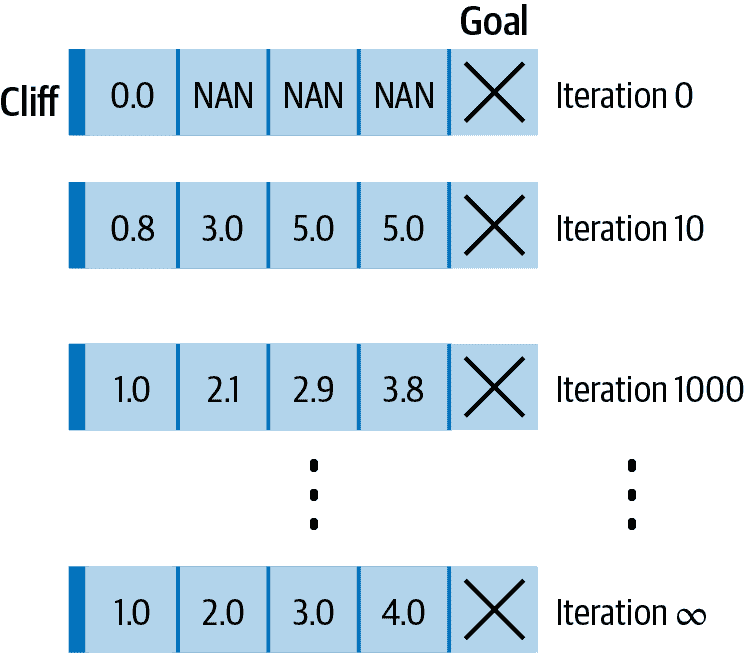 Goal
Cliff 0.0 NAN NAN NAN Iteration 0
0.8 3.0 5.0 5.0 Iteration 10
1.0 2.1 2.9 3.8 Iteration 1000
1.0 2.0 3.0 4.0 Iteration ∞